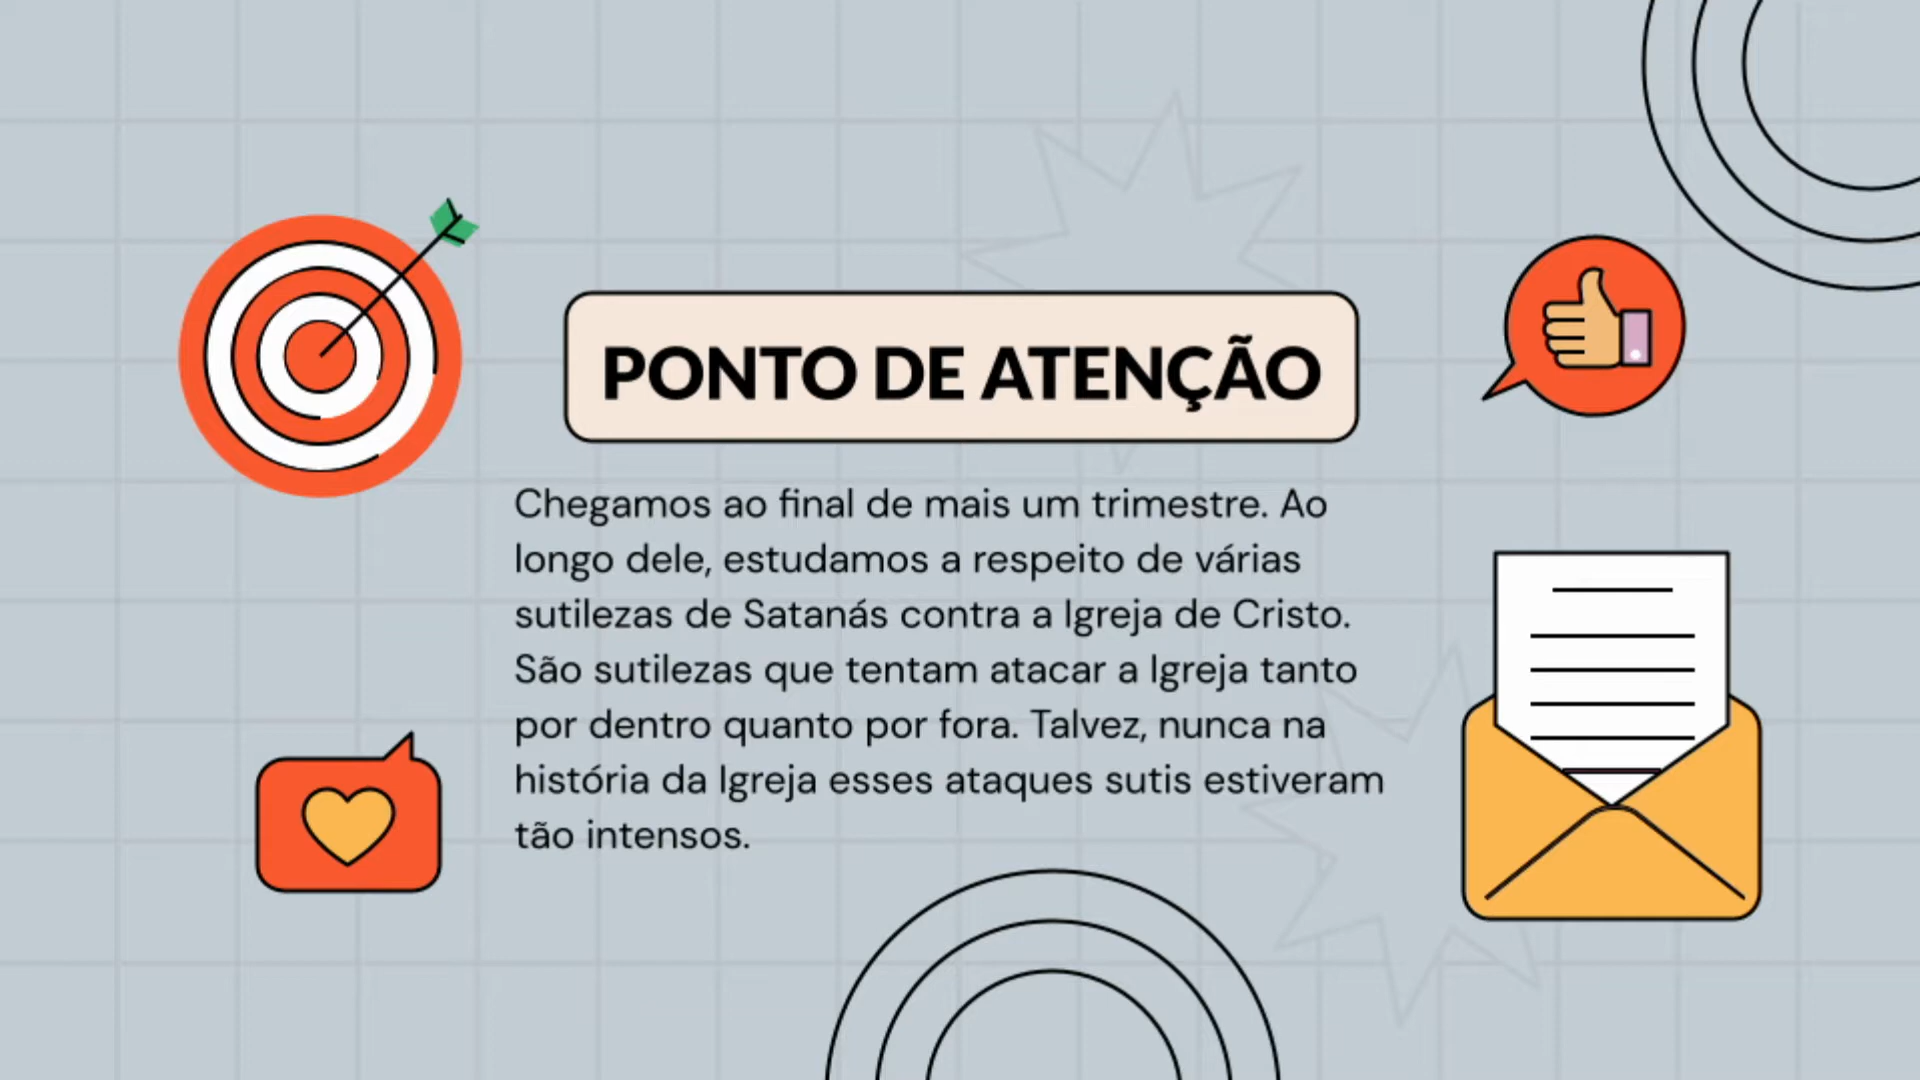 PONTO DE ATENÇÃO
Chegamos ao final de mais um trimestre. Ao
longo dele, estudamos a respeito de várias
sutilezas de Satanás contra a Igreja de Cristo.
São sutilezas que tentam atacar a Igreja tanto
por dentro quanto por fora. Talvez, nunca na
história da Igreja esses ataques sutis estiveram
tão intensos.